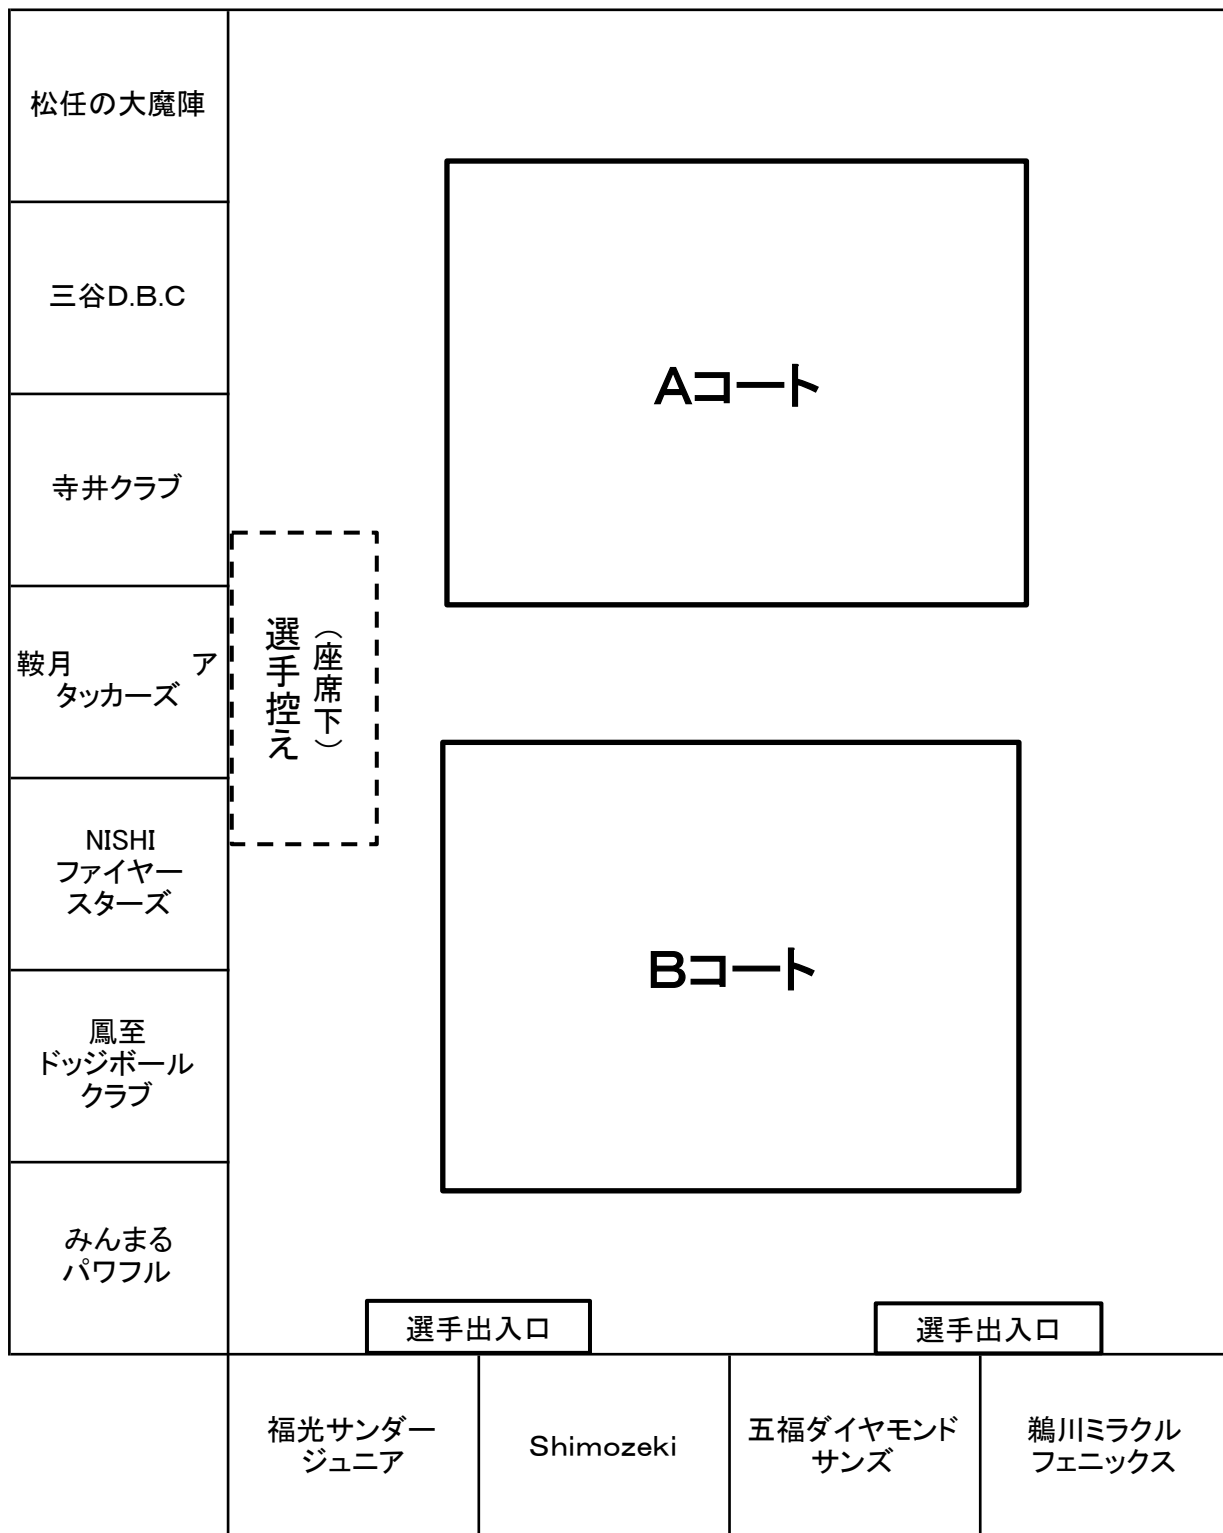 松任の大魔陣
三谷D.B.C
寺井クラブ
鞍月　　　　ア
タッカーズ
NISHI
ファイヤー
スターズ
鳳至
ドッジボール
クラブ
みんまる
パワフル
Aコート
（座席下）
選手控え
Bコート
選手出入口
選手出入口
福光サンダー
ジュニア
Shimozeki
五福ダイヤモンド
サンズ
鵜川ミラクル
フェニックス